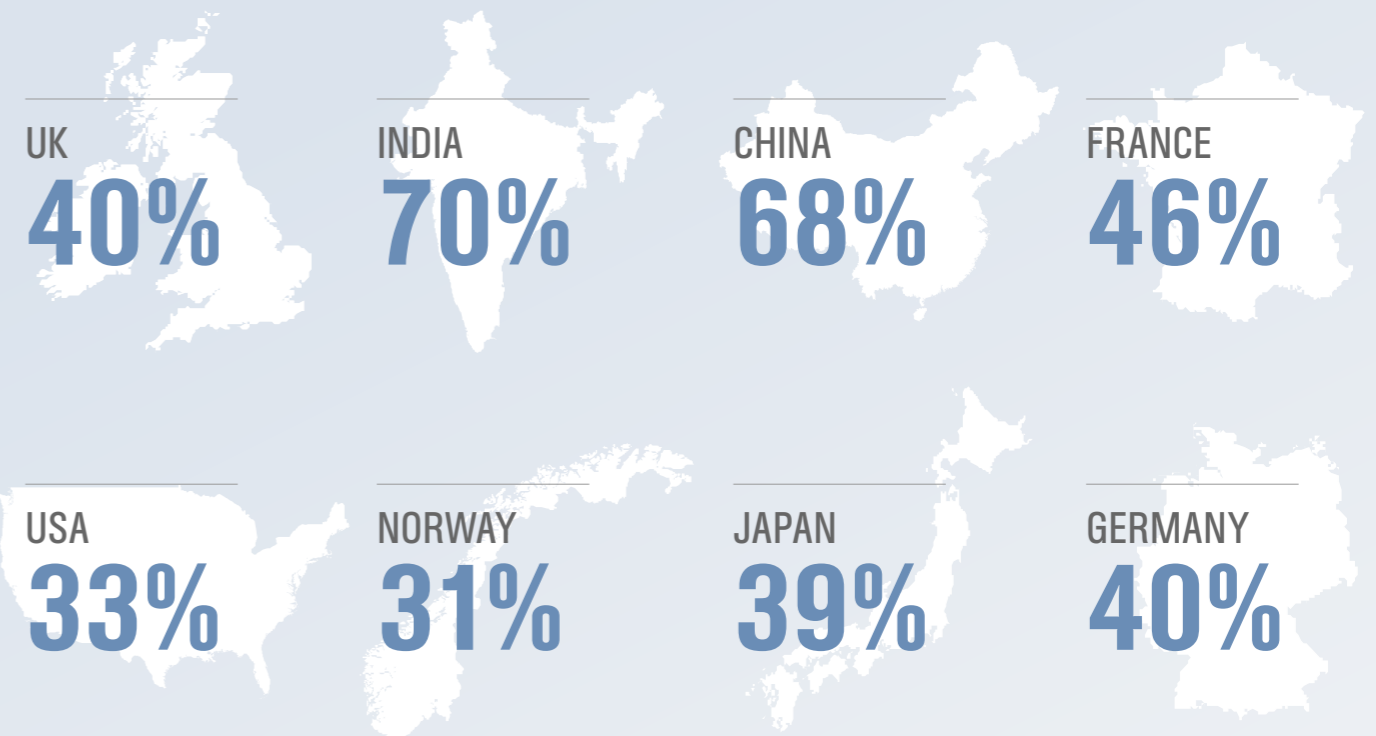 UK
40%
INDIA
70%
CHINA
68%
FRANCE
46%
USA
33%
NORWAY
31%
JAPAN
39%
GERMANY
40%